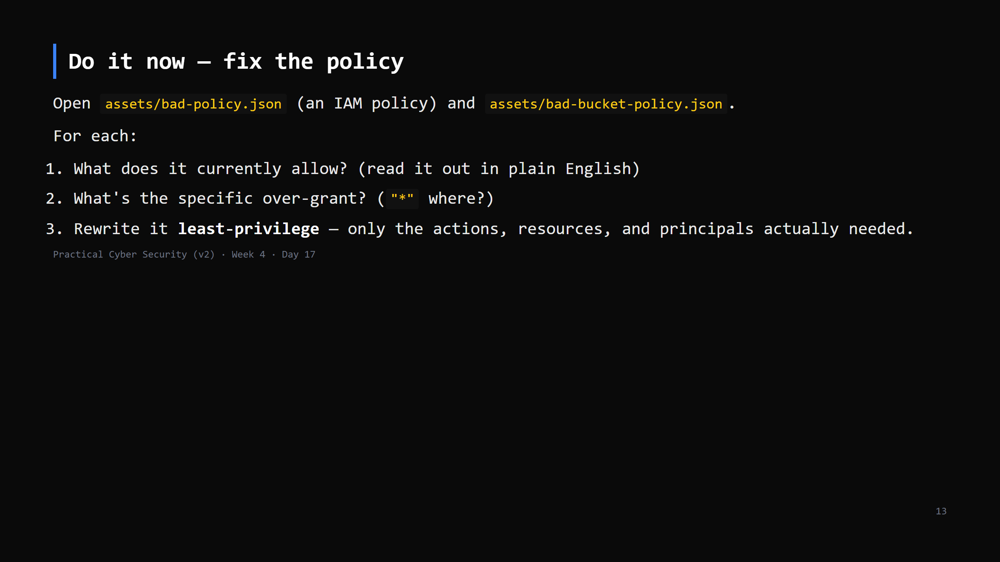 Do it now — fix the policy
Open assets/bad-policy.json (an IAM policy) and assets/bad-bucket-policy.json.
For each:
1. What does it currently allow? (read it out in plain English)
2. What's the specific over-grant? ("*" where?)
3. Rewrite it least-privilege — only the actions, resources, and principals actually needed.
Practical Cyber Security (v2) · Week 4 · Day 17
13